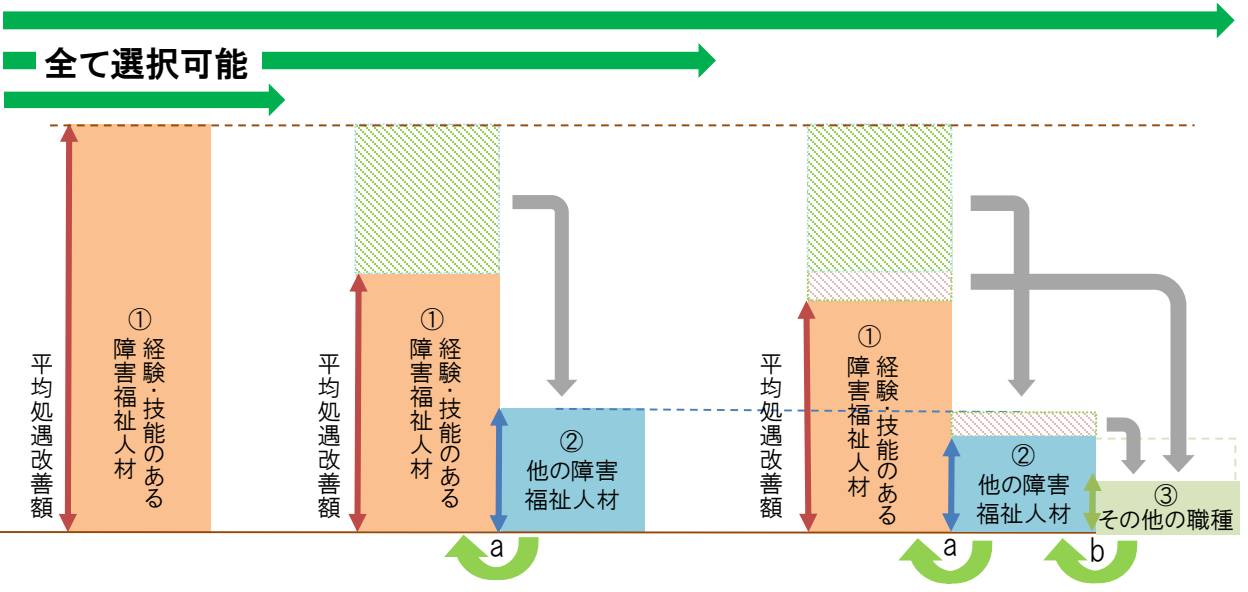 全て選択可能
平均処遇改善額
①
経験・技能のある
障害福祉人材
平均処遇改善額
①
経験・技能のある
障害福祉人材
a
②
他の障害
福祉人材
平均処遇改善額
①
経験・技能のある
障害福祉人材
a
②
他の障害
福祉人材
b
③
その他の職種